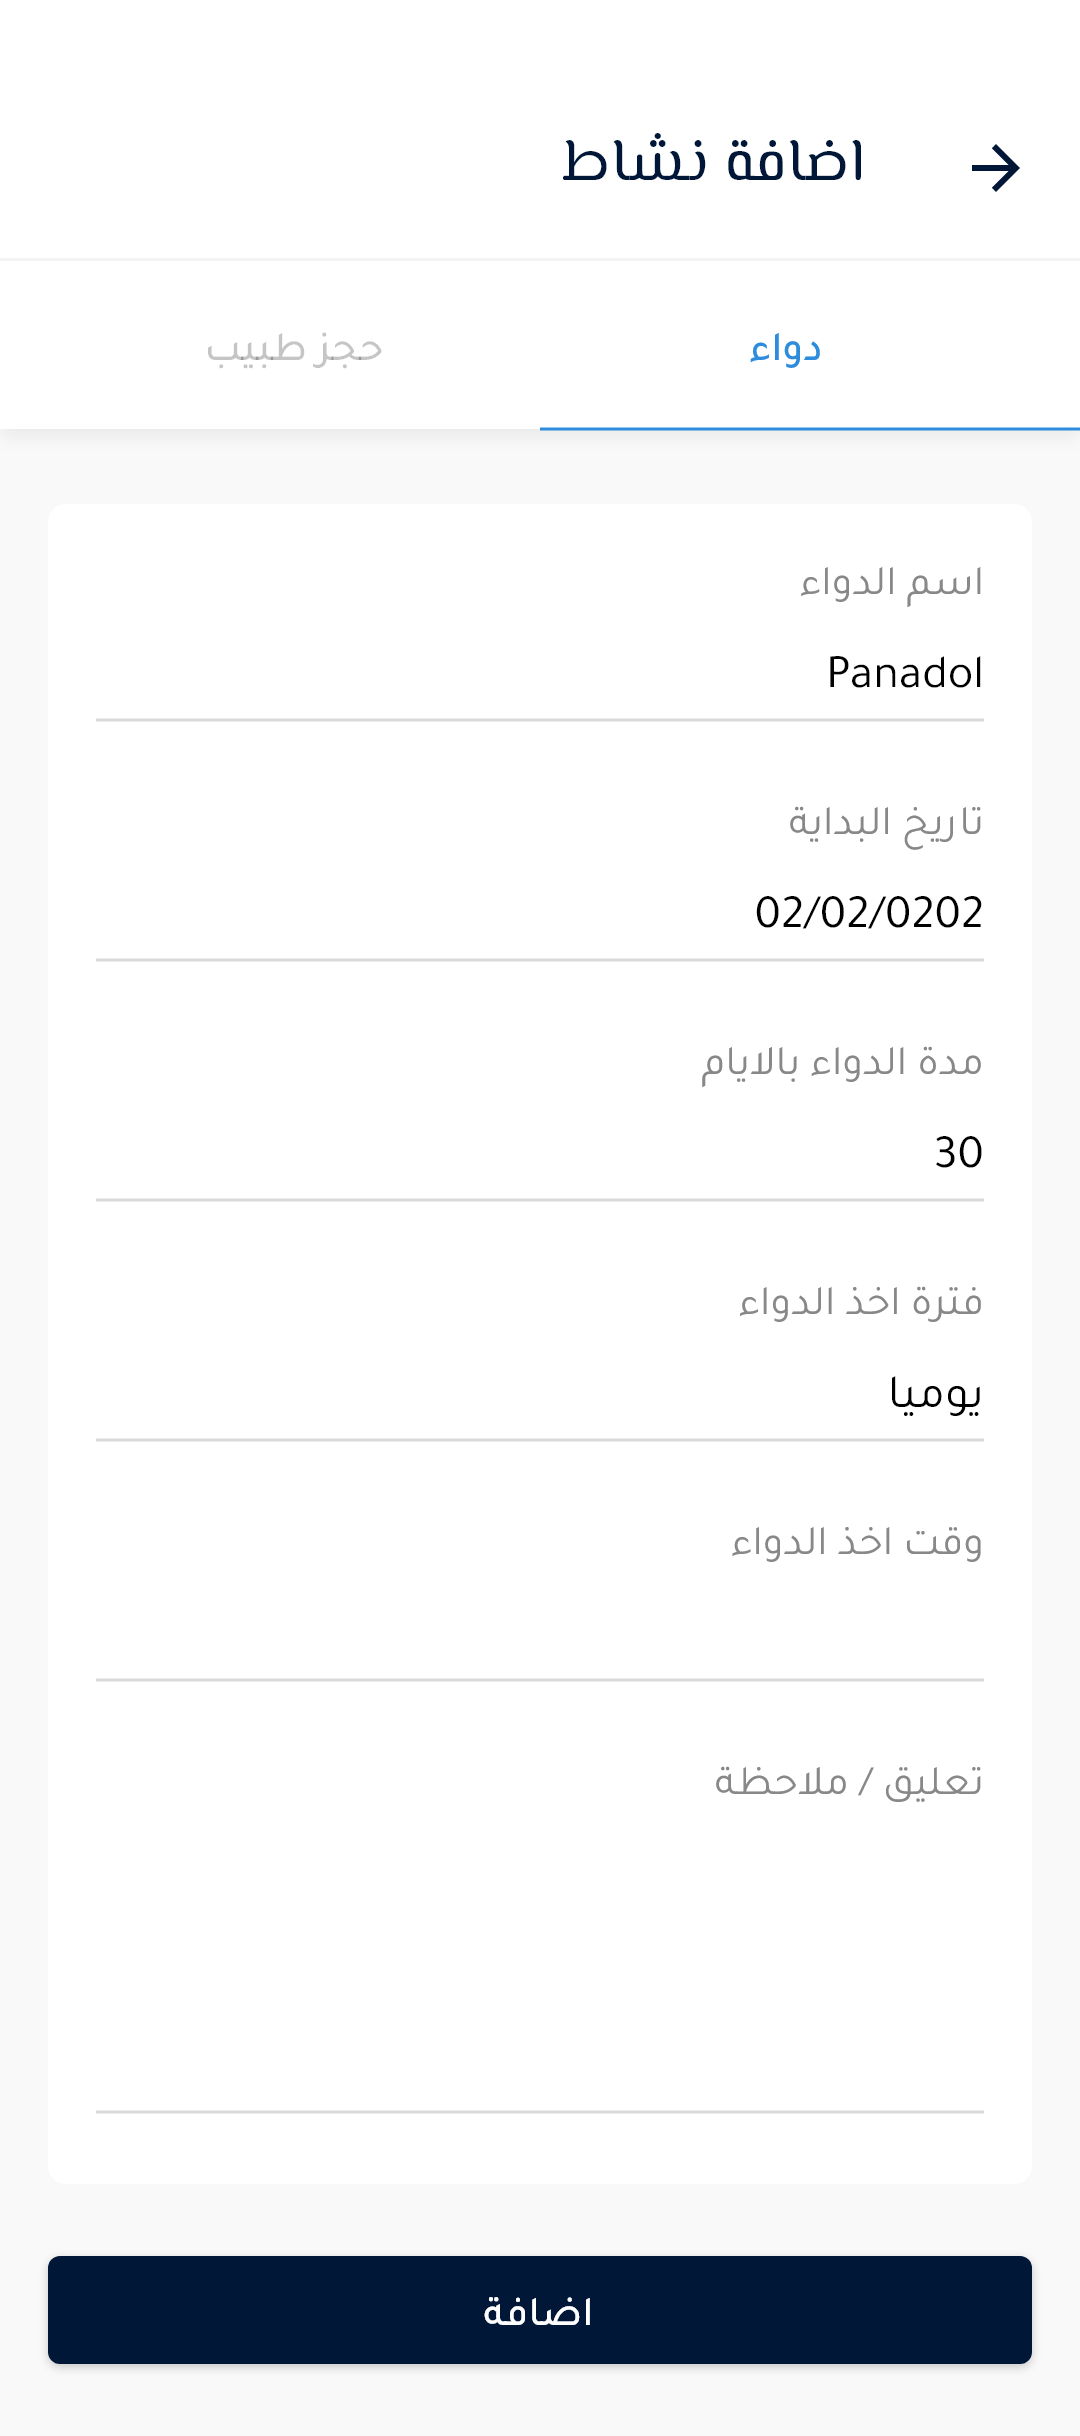 اضافة نشاط
دواء
حجز طبيب
اسم الدواء
Panadol
تاريخ البداية
02/02/0202
مدة الدواء بالايام
30
فترة اخذ الدواء
يوميا
وقت اخذ الدواء
تعليق / ملاحظة
اضافة